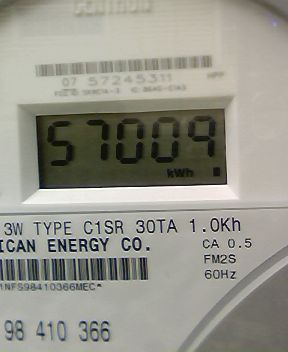 07 57245311
57009
kWh
3W TYPE C1SR 30TA 1.0Kh
ICAN ENERGY CO.
CA 0.5
FM2S
60Hz
1NFS98410366MEC*
98 410 366